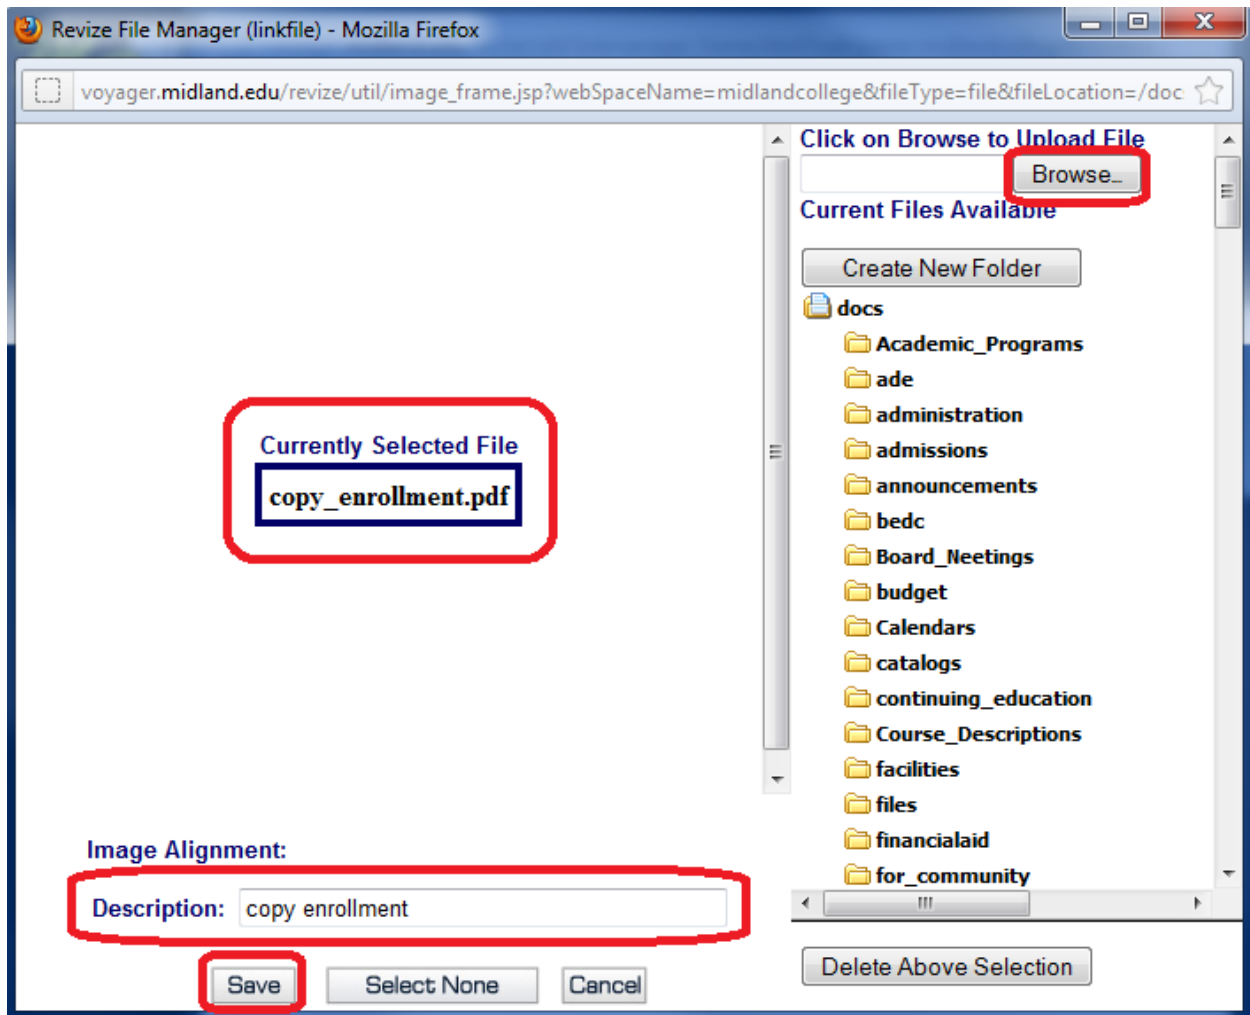 Revize File Manager (linkfile) - Mozilla Firefox
voyager.midland.edu/revize/util/image_frame.jsp?webSpaceName=midlandcollege&fileType=file&fileLocation=/doc
Click on Browse to Upload File
Browse_
Current Files Available
Create New Folder
docs
Academic_Programs
ade
administration
admissions
announcements
bedc
Board_Neetings
budget
Calendars
catalogs
continuing_education
Course_Descriptions
facilities
files
financialaid
for_community
Delete Above Selection
Currently Selected File
copy_enrollment.pdf
Image Alignment:
Description: copy enrollment
Save Select None Cancel